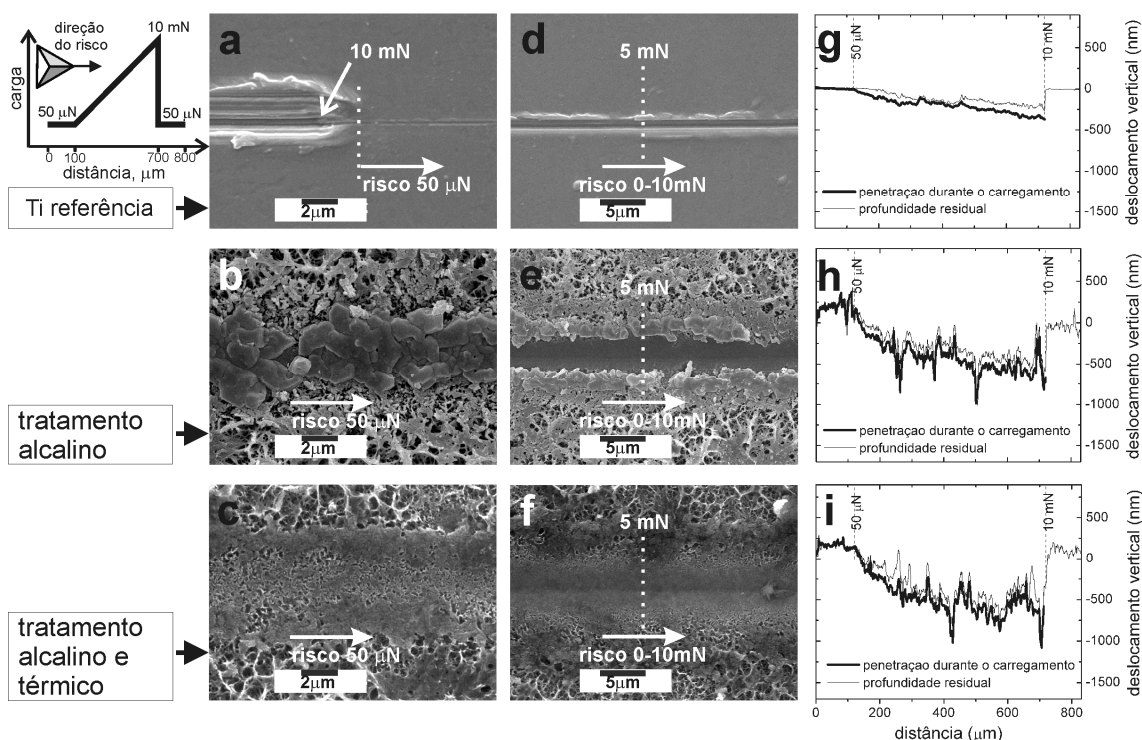 direção
do risco
10 mN
carga
50 µN
50 µN
0 100 700 800
distância, µm
Ti referência
a
10 mN
risco 50 µN
2µm
d
5 mN
risco 0-10mN
5µm
g
50 µN
10 mN
500
0
-500
-1000
-1500
deslocamento vertical (nm)
penetraçao durante o carregamento
profundidade residual
tratamento
alcalino
b
risco 50 µN
2µm
e
5 mN
risco 0-10mN
5µm
h
50 µN
10 mN
500
0
-500
-1000
-1500
deslocamento vertical (nm)
penetraçao durante o carregamento
profundidade residual
tratamento
alcalino e
térmico
c
risco 50 µN
2µm
f
5 mN
risco 0-10mN
5µm
i
50 µN
10 mN
500
0
-500
-1000
-1500
deslocamento vertical (nm)
penetraçao durante o carregamento
profundidade residual
0 200 400 600 800
distância (µm)